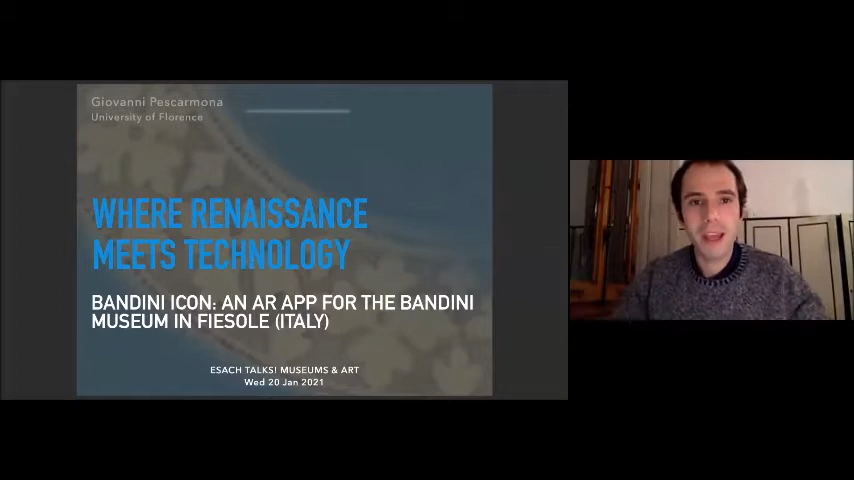 Giovanni Pescarmona
University of Florence
WHERE RENAISSANCE
MEETS TECHNOLOGY
BANDINI ICON: AN AR APP FOR THE BANDINI
MUSEUM IN FIESOLE (ITALY)
ESACH TALKS! MUSEUMS & ART
Wed 20 Jan 2021